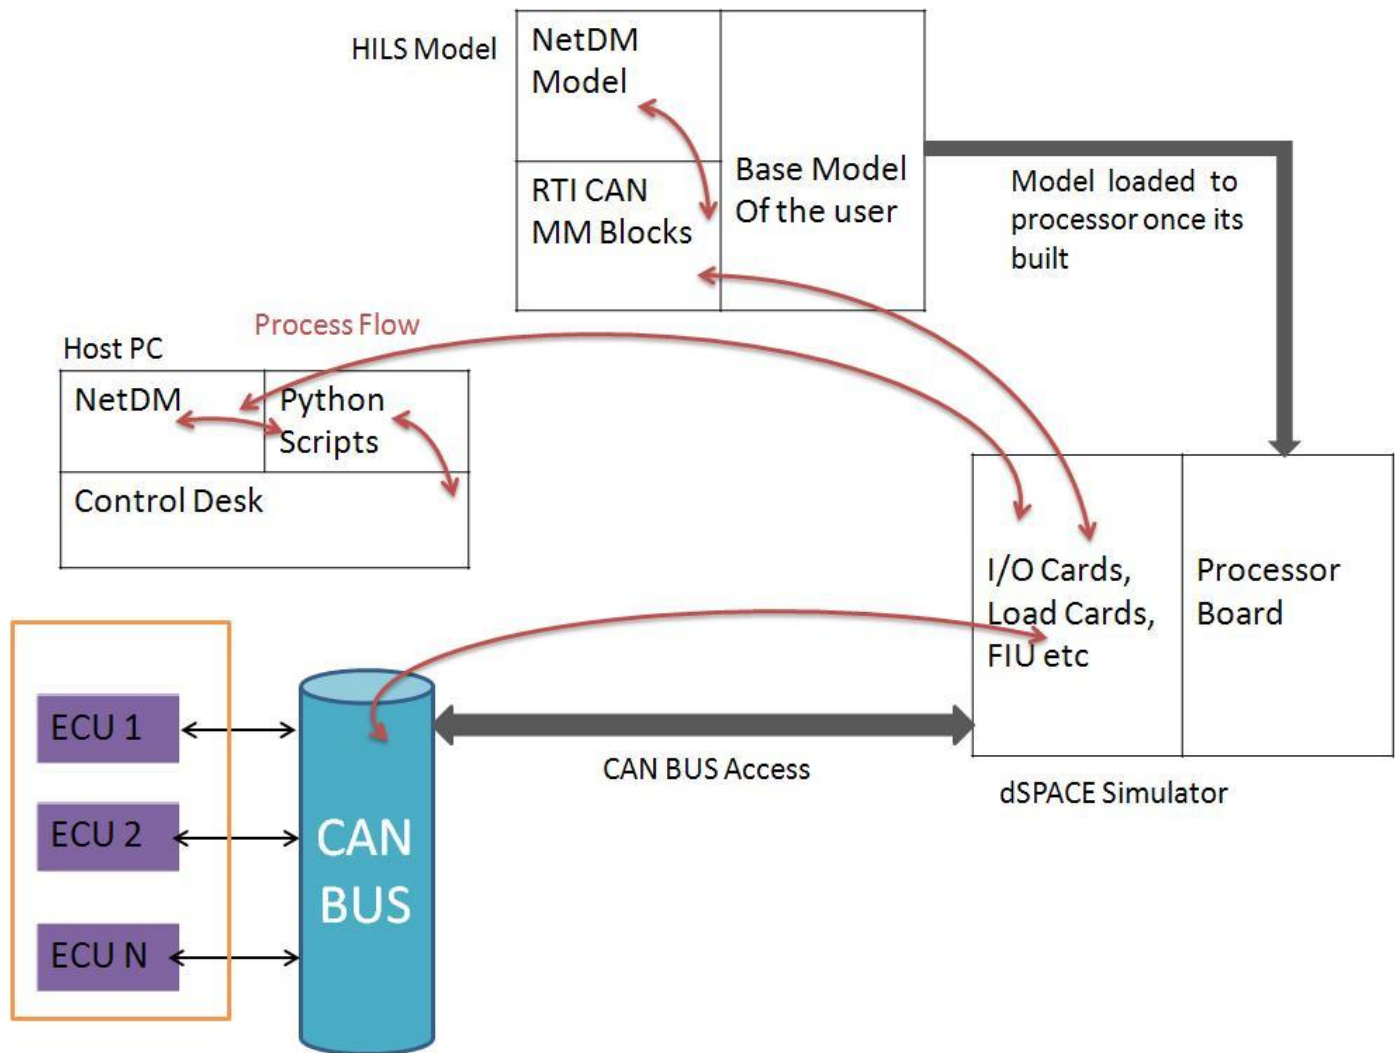 HILS Model
NetDM
Model
RTI CAN
MM Blocks
Base Model
Of the user
Model loaded to
processor once its
built
Process Flow
Host PC
NetDM
Python
Scripts
Control Desk
I/O Cards,
Load Cards,
FIU etc
Processor
Board
dSPACE Simulator
ECU 1
ECU 2
ECU N
CAN
BUS
CAN BUS Access